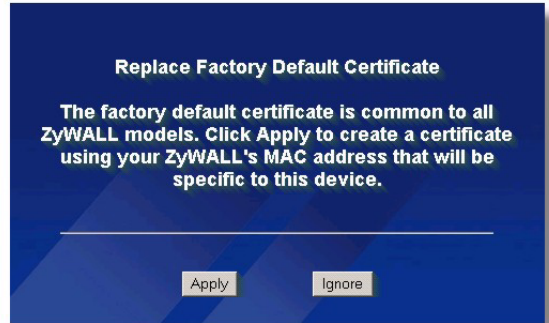 Replace Factory Default Certificate
The factory default certificate is common to all
ZyWALL models. Click Apply to create a certificate
using your ZyWALL's MAC address that will be
specific to this device.
Apply Ignore